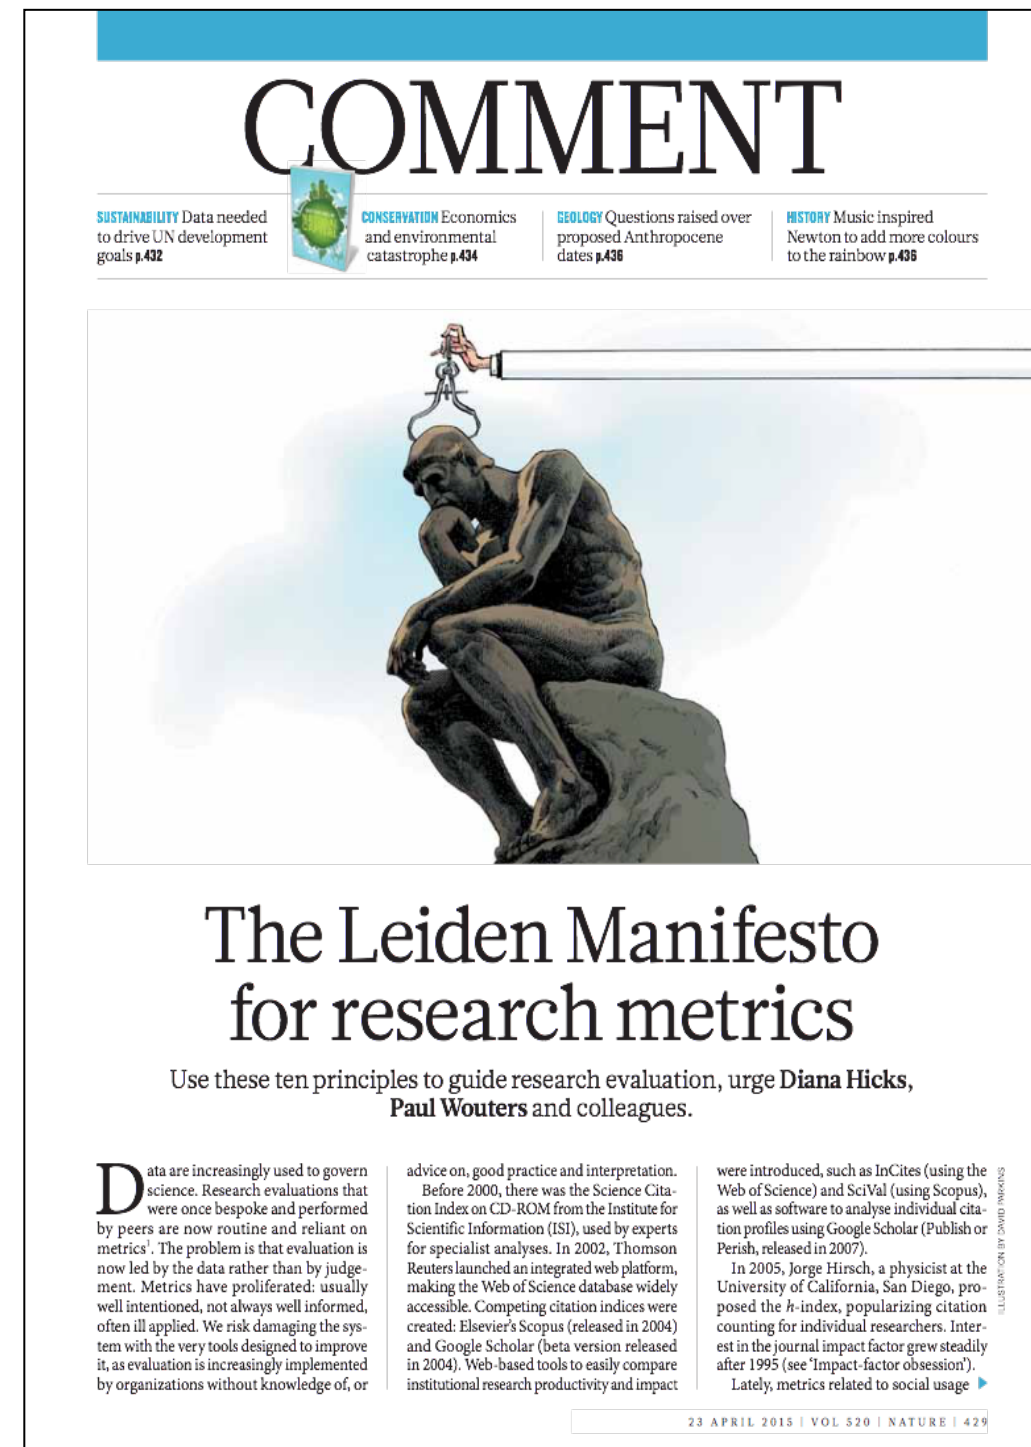 COMMENT
SUSTAINABILITY Data needed
to drive UN development
goals p.432
CONSERVATION Economics
and environmental
catastrophe p.434
GEOLOGY Questions raised over
proposed Anthropocene
dates p.436
HISTORY Music inspired
Newton to add more colours
to the rainbow p.436
The Leiden Manifesto
for research metrics
Use these ten principles to guide research evaluation, urge Diana Hicks,
Paul Wouters and colleagues.
Data are increasingly used to govern
science. Research evaluations that
were once bespoke and performed
by peers are now routine and reliant on
metrics¹. The problem is that evaluation is
now led by the data rather than by judge-
ment. Metrics have proliferated: usually
well intentioned, not always well informed,
often ill applied. We risk damaging the sys-
tem with the very tools designed to improve
it, as evaluation is increasingly implemented
by organizations without knowledge of, or
advice on, good practice and interpretation.
Before 2000, there was the Science Cita-
tion Index on CD-ROM from the Institute for
Scientific Information (ISI), used by experts
for specialist analyses. In 2002, Thomson
Reuters launched an integrated web platform,
making the Web of Science database widely
accessible. Competing citation indices were
created: Elsevier's Scopus (released in 2004)
and Google Scholar (beta version released
in 2004). Web-based tools to easily compare
institutional research productivity and impact
were introduced, such as InCites (using the
Web of Science) and SciVal (using Scopus),
as well as software to analyse individual cita-
tion profiles using Google Scholar (Publish or
Perish, released in 2007).
In 2005, Jorge Hirsch, a physicist at the
University of California, San Diego, pro-
posed the h-index, popularizing citation
counting for individual researchers. Inter-
est in the journal impact factor grew steadily
after 1995 (see 'Impact-factor obsession').
Lately, metrics related to social usage
ILLUSTRATION BY DAVID PARKINS
23 APRIL 2015 | VOL 520 | NATURE | 429